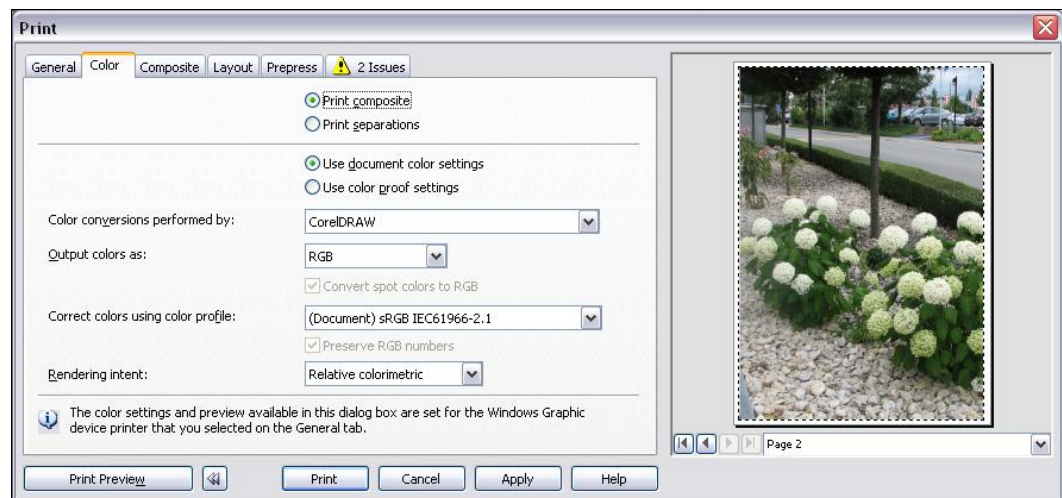 Print
General Color Composite Layout Prepress 2 Issues
Print composite
Print separations
Use document color settings
Use color proof settings
Color conversions performed by: CorelDRAW
Output colors as: RGB
Convert spot colors to RGB
Correct colors using color profile: (Document) sRGB IEC61966-2.1
Preserve RGB numbers
Rendering intent: Relative colorimetric
The color settings and preview available in this dialog box are set for the Windows Graphic
device printer that you selected on the General tab.
Page 2
Print Preview Print Cancel Apply Help